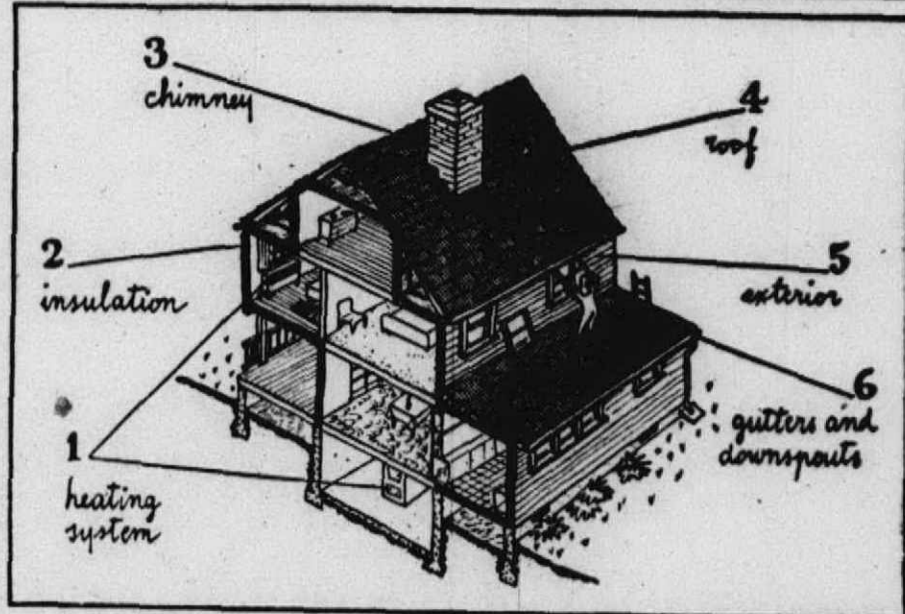 3
chimney
4
roof
2
insulation
5
exterior
6
gutters and
downspouts
1
heating
system